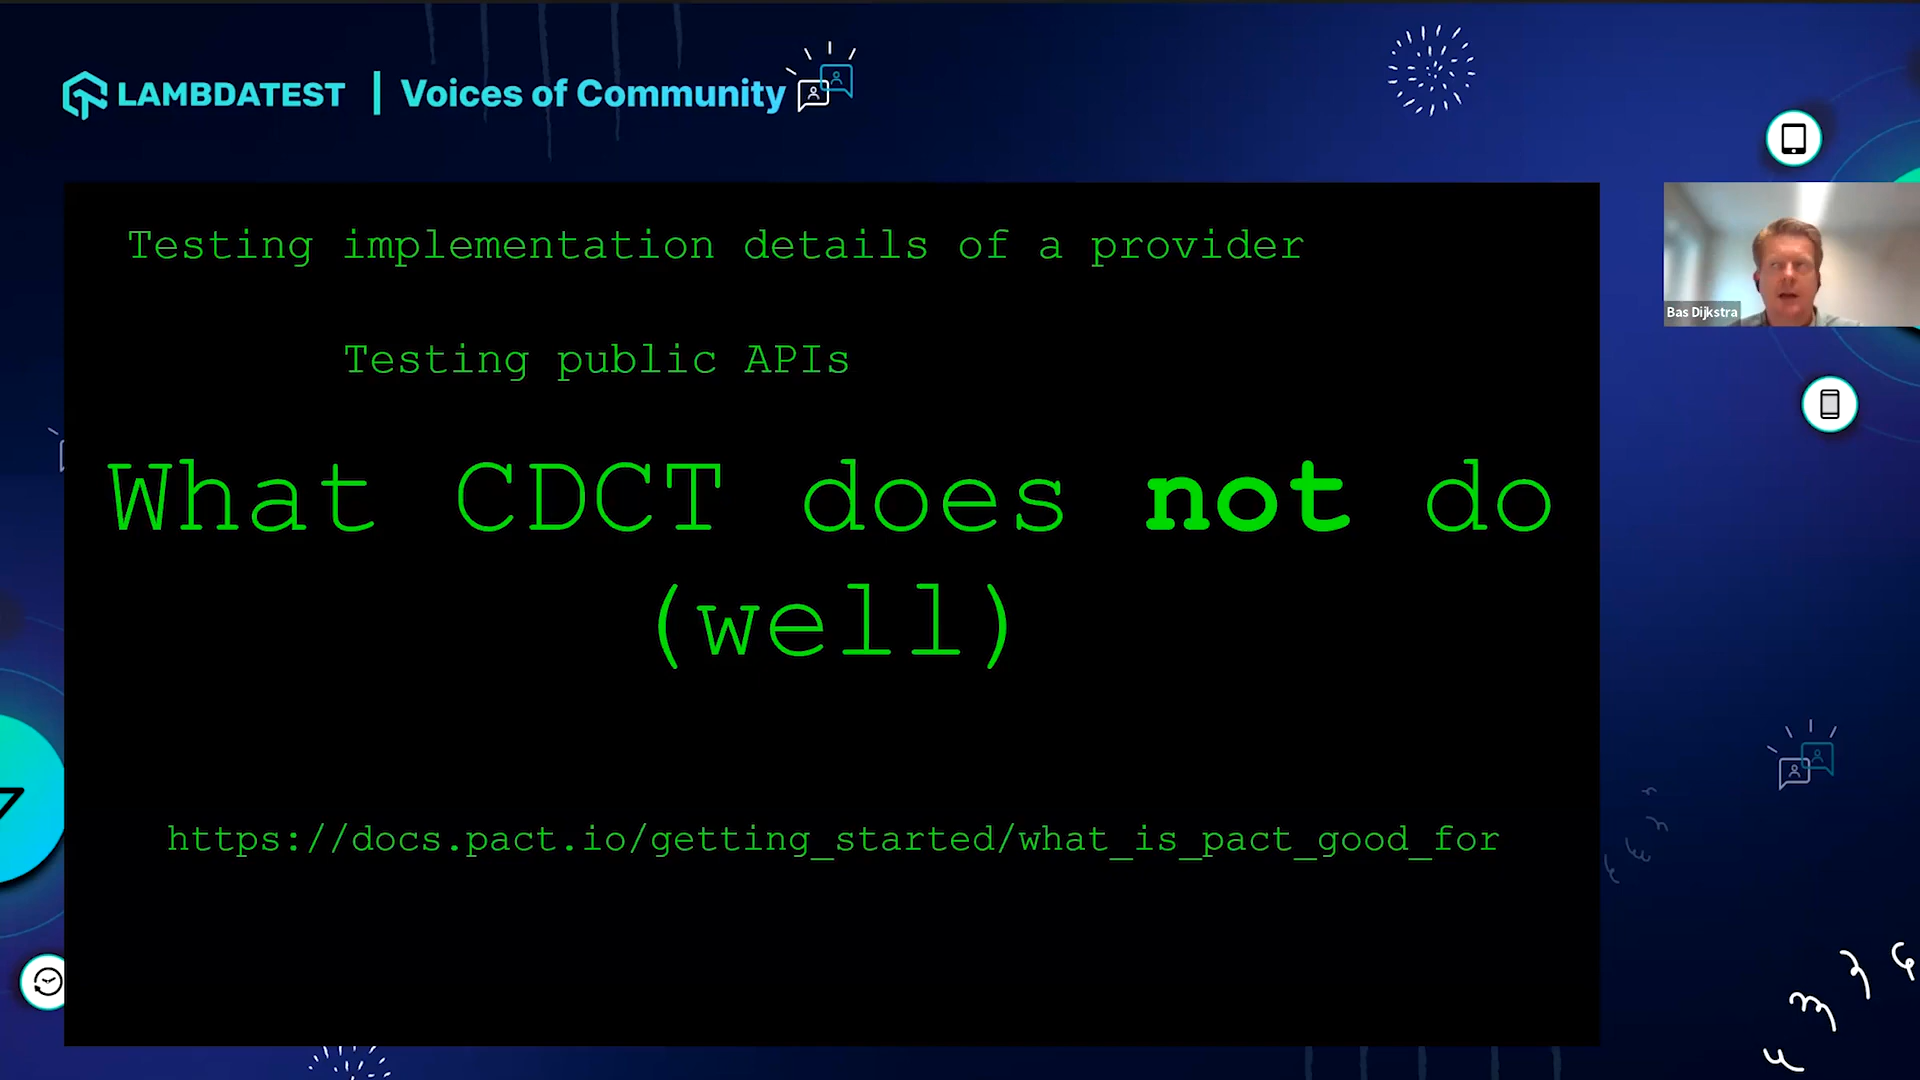 LAMBDATEST | Voices of Community
Testing implementation details of a provider
Bas Dijkstra
Testing public APIs
What CDCT does not do
(well)
https://docs.pact.io/getting_started/what_is_pact_good_for